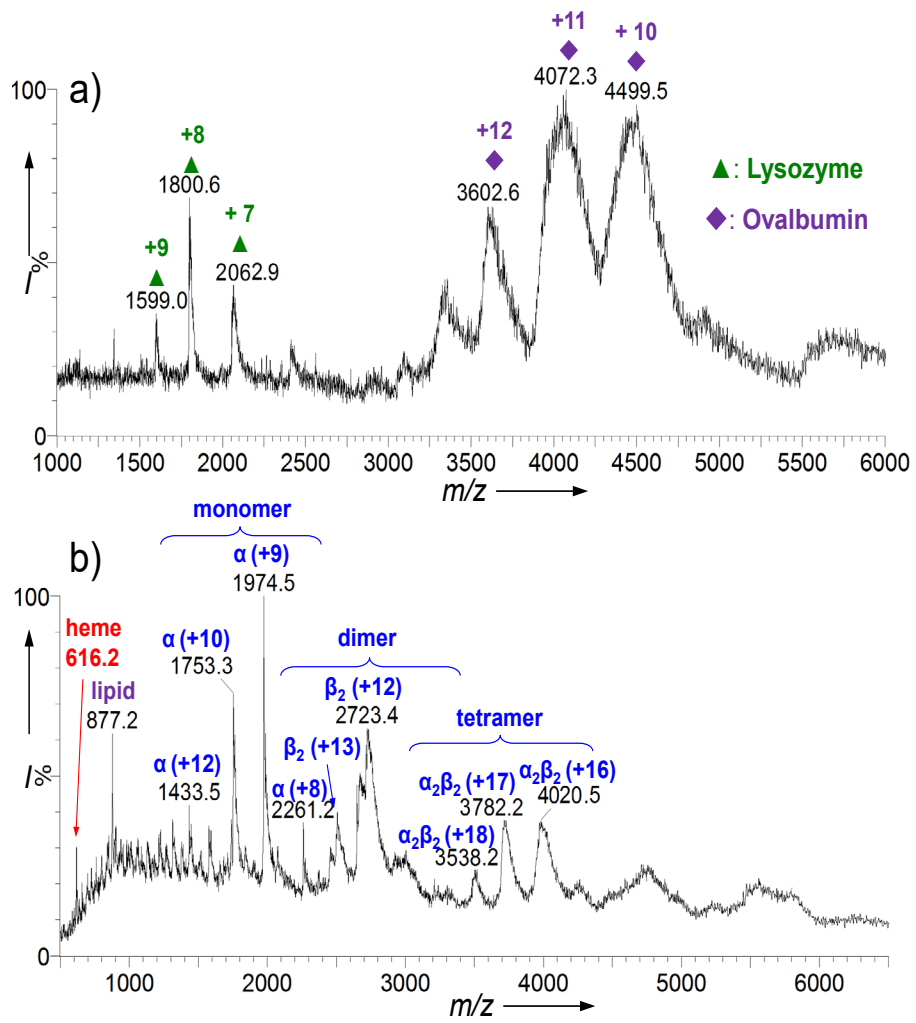 a)
+11
4072.3
+ 10
4499.5
+12
3602.6
+8
1800.6
+ 7
2062.9
+9
1599.0
▲: Lysozyme
◆: Ovalbumin
100
I%
0
1000 1500 2000 2500 3000 3500 4000 4500 5000 5500 6000
m/z
b)
monomer
α (+9)
1974.5
100
heme
616.2
lipid
877.2
α (+10)
1753.3
α (+12)
1433.5
dimer
β₂ (+12)
2723.4
β₂ (+13)
α (+8)
2261.2
tetramer
α₂β₂ (+17)
3782.2
α₂β₂ (+16)
4020.5
α₂β₂ (+18)
3538.2
I%
0
1000 2000 3000 4000 5000 6000
m/z